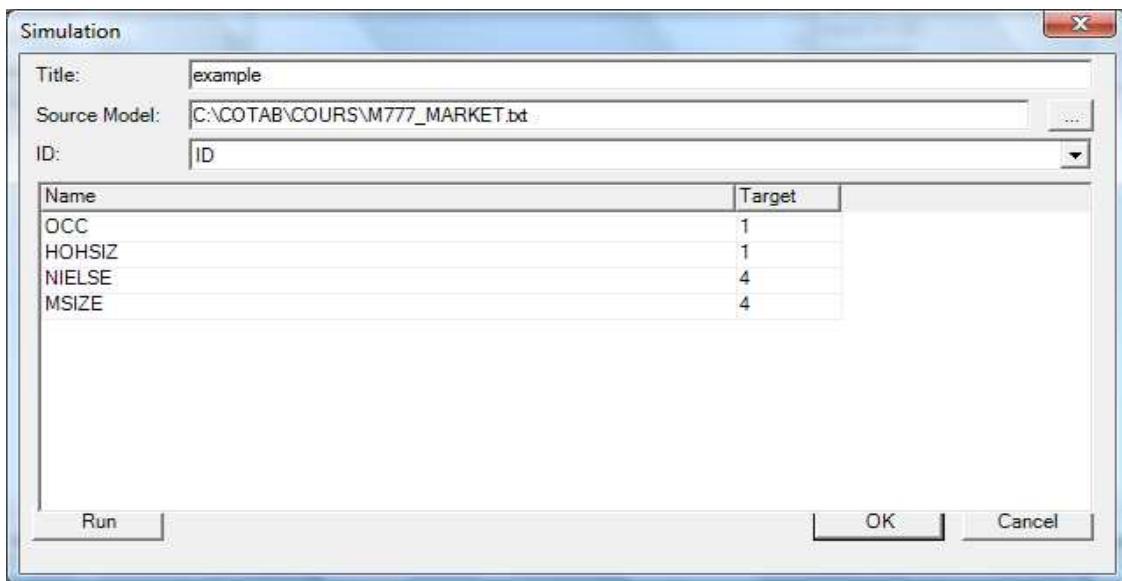 Simulation
Title: example
Source Model: C:\COTAB\COURS\M777_MARKET.txt ...
ID: ID
Name Target
OCC 1
HOHSIZ 1
NIELSE 4
MSIZE 4
Run OK Cancel